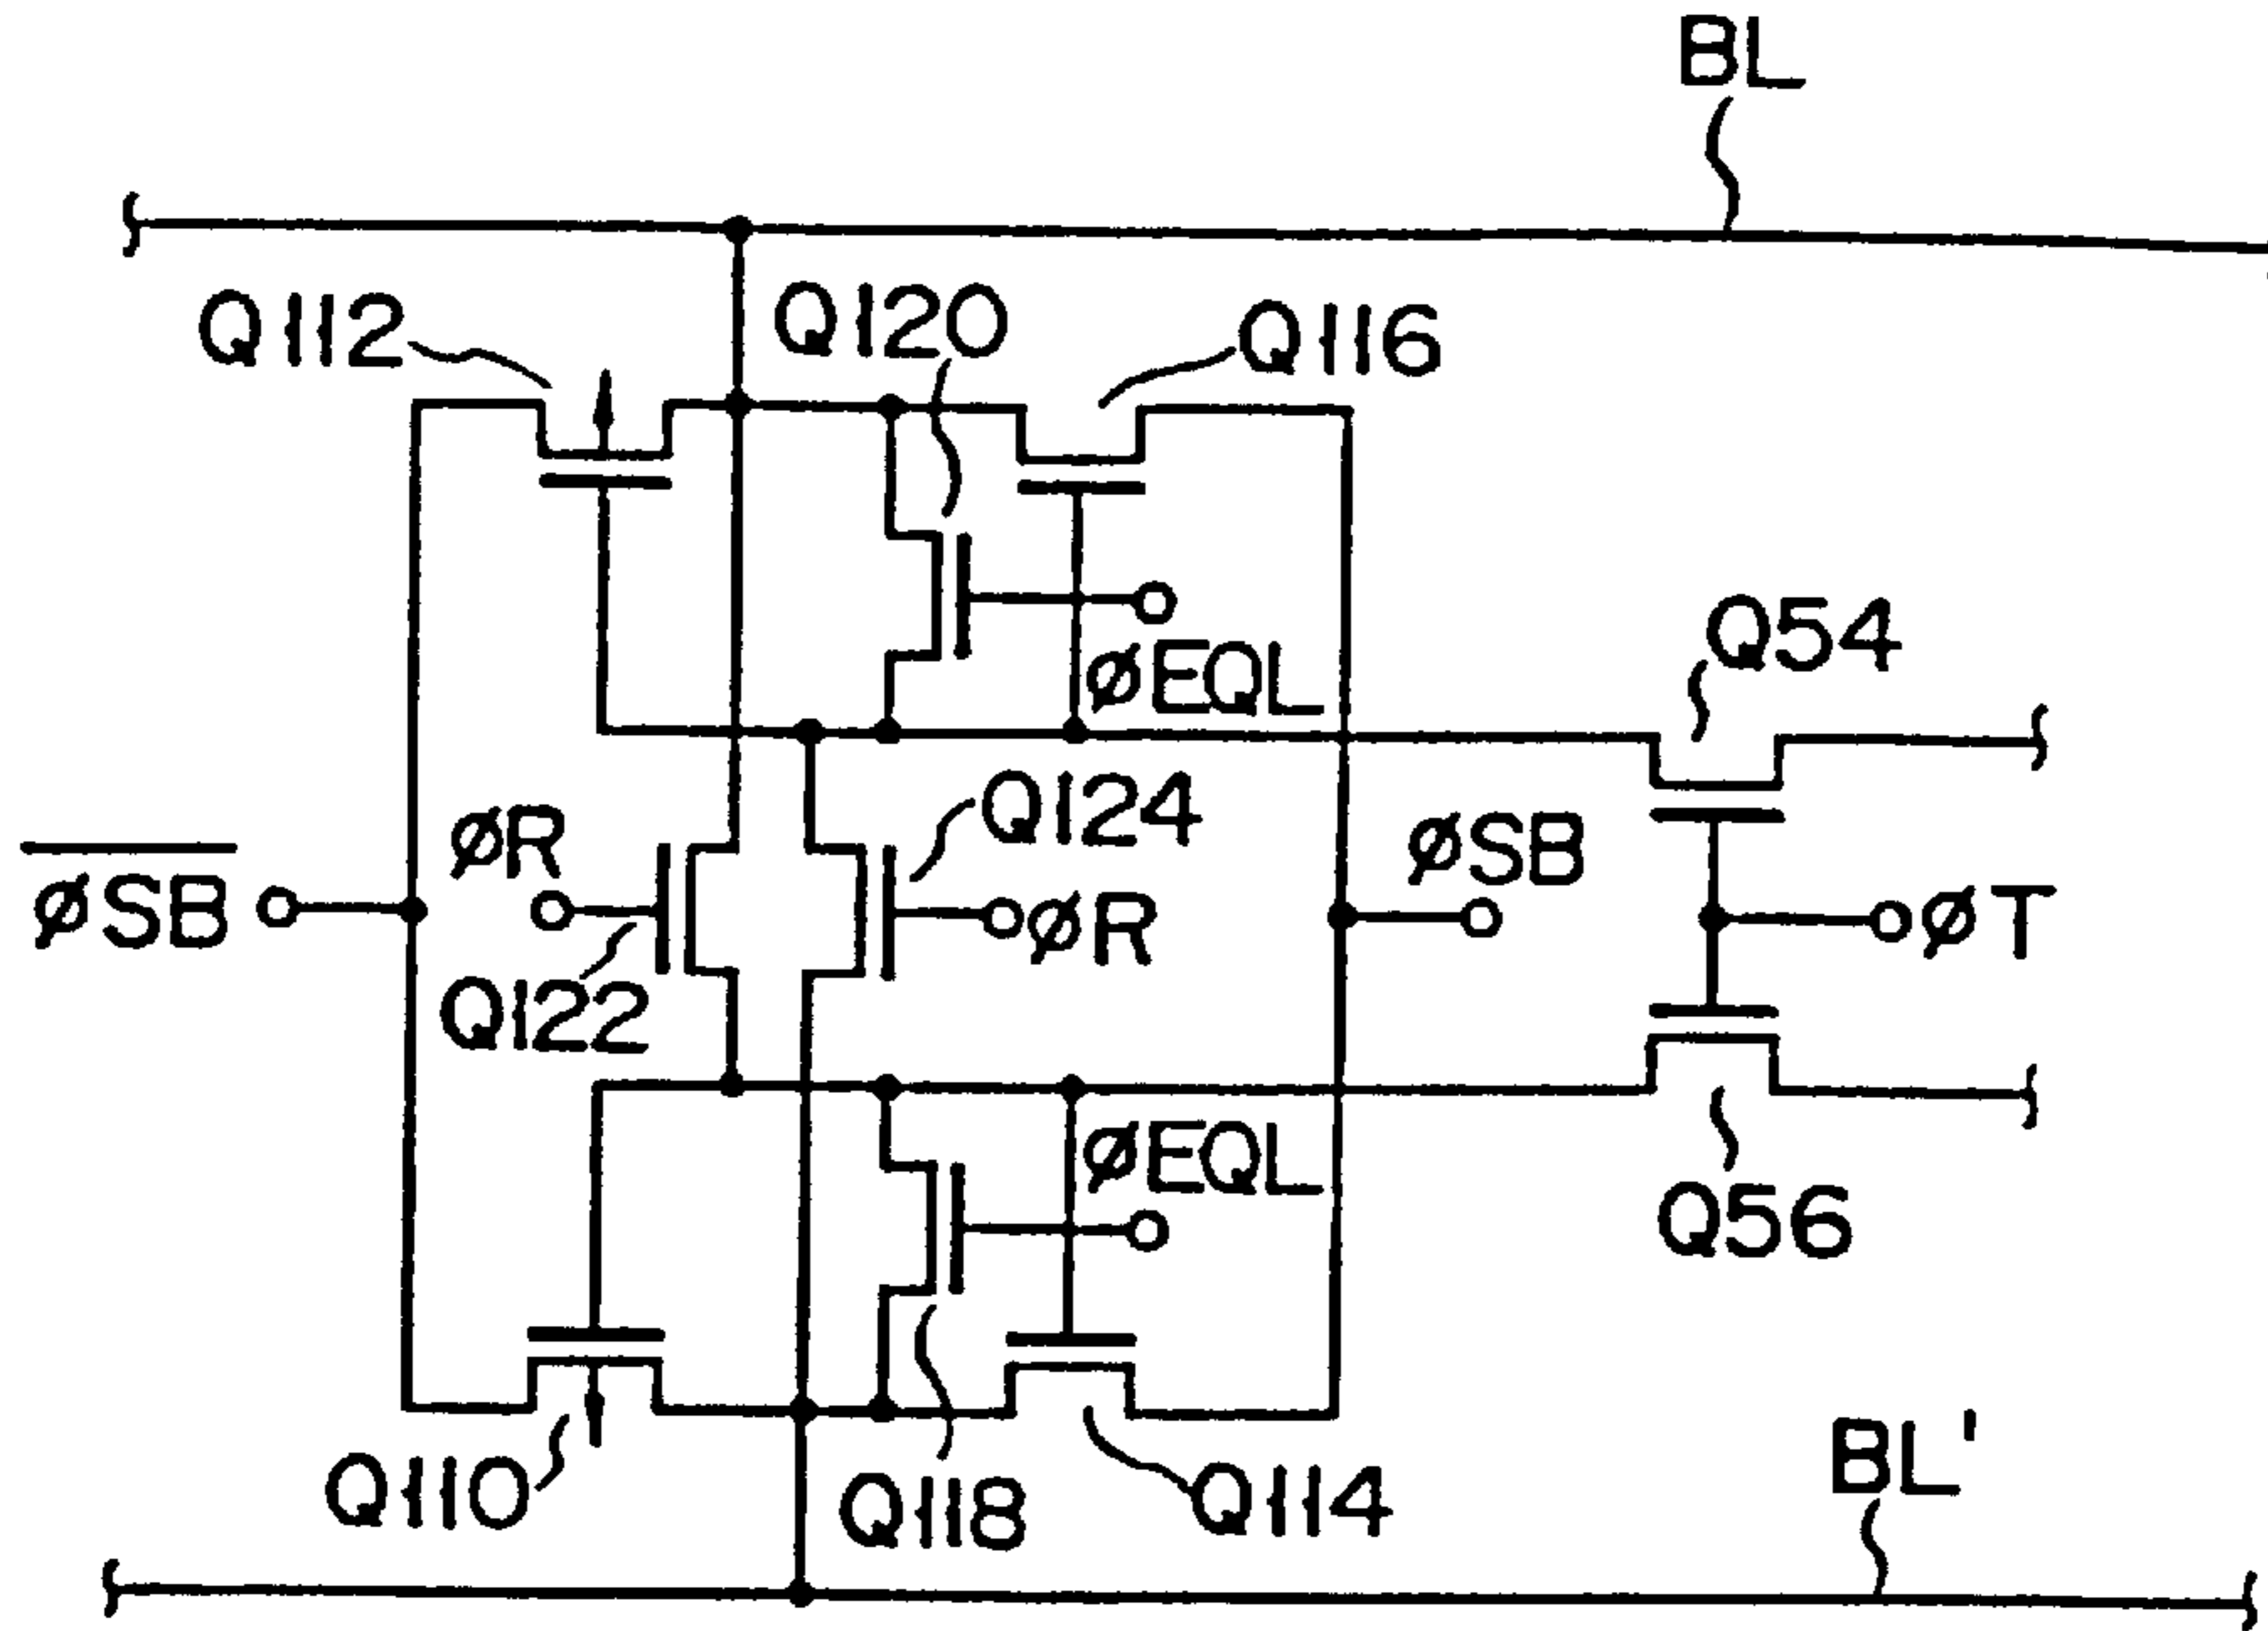 BL
Q112
Q120
Q116
øEQL
Q54
øR
Q124
øSB
øSB
øR
øT
Q122
øEQL
Q56
Q110
Q118
Q114
BL'